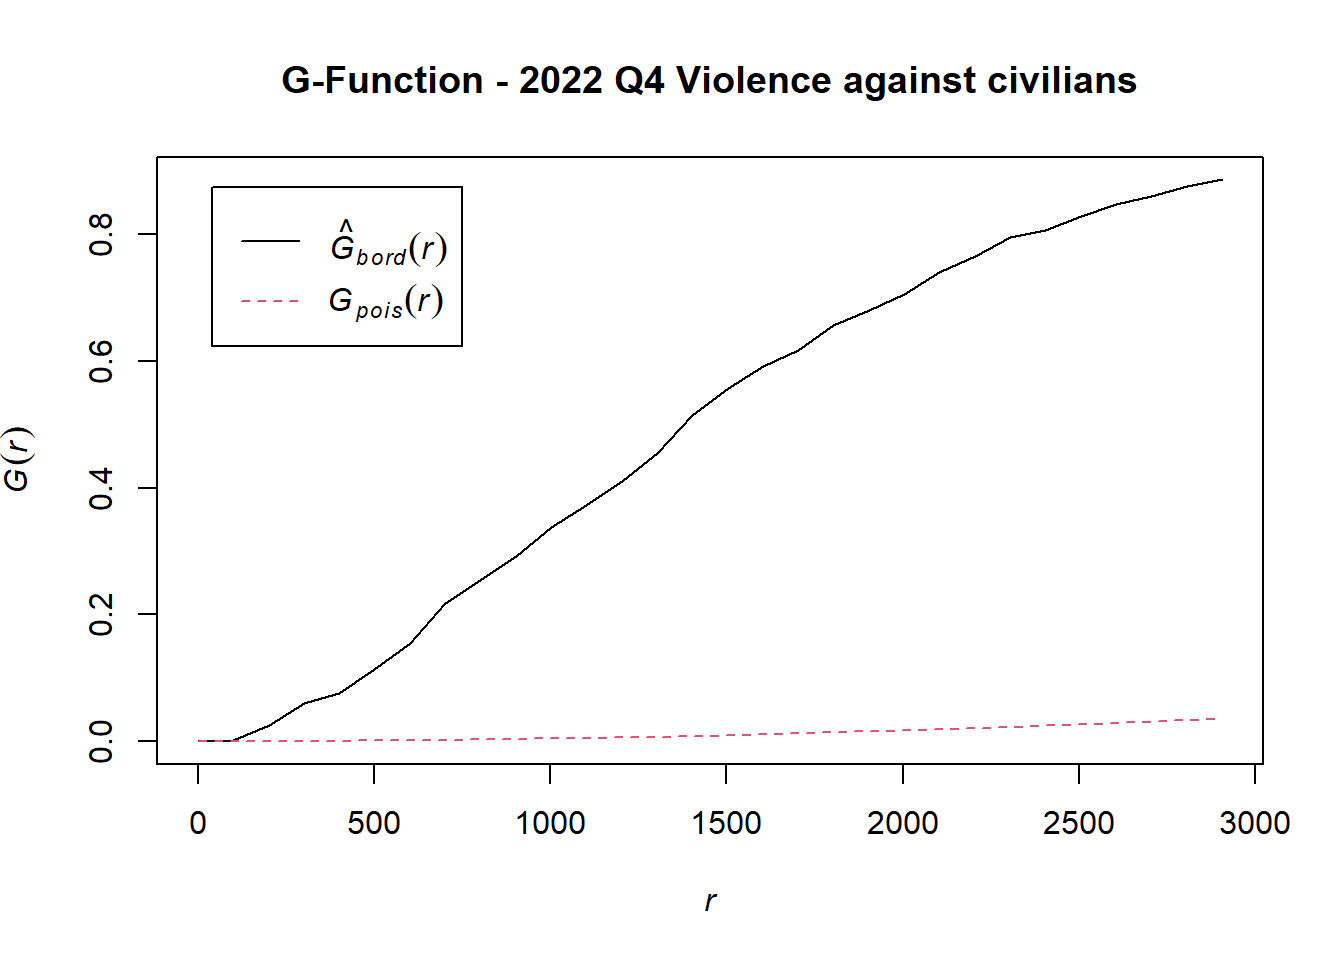 G-Function - 2022 Q4 Violence against civilians
Ĝbord(r)
Gpois(r)
G(r)
0.0 0.2 0.4 0.6 0.8
0 500 1000 1500 2000 2500 3000
r